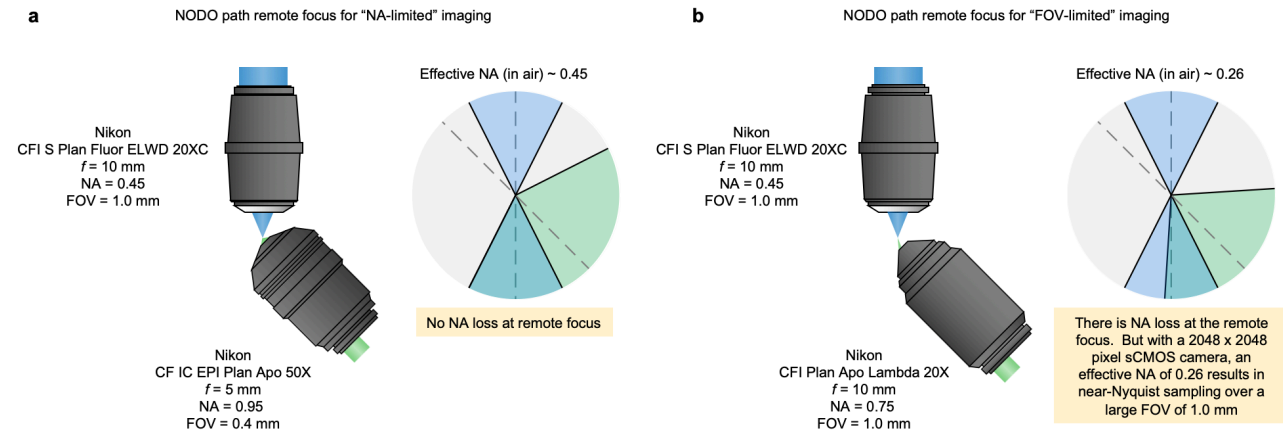 a
NODO path remote focus for “NA-limited” imaging
Effective NA (in air) ~ 0.45
Nikon
CFI S Plan Fluor ELWD 20XC
f = 10 mm
NA = 0.45
FOV = 1.0 mm
No NA loss at remote focus
Nikon
CF IC EPI Plan Apo 50X
f = 5 mm
NA = 0.95
FOV = 0.4 mm
b
NODO path remote focus for “FOV-limited” imaging
Effective NA (in air) ~ 0.26
Nikon
CFI S Plan Fluor ELWD 20XC
f = 10 mm
NA = 0.45
FOV = 1.0 mm
There is NA loss at the remote
focus. But with a 2048 x 2048
pixel sCMOS camera, an
effective NA of 0.26 results in
near-Nyquist sampling over a
large FOV of 1.0 mm
Nikon
CFI Plan Apo Lambda 20X
f = 10 mm
NA = 0.75
FOV = 1.0 mm